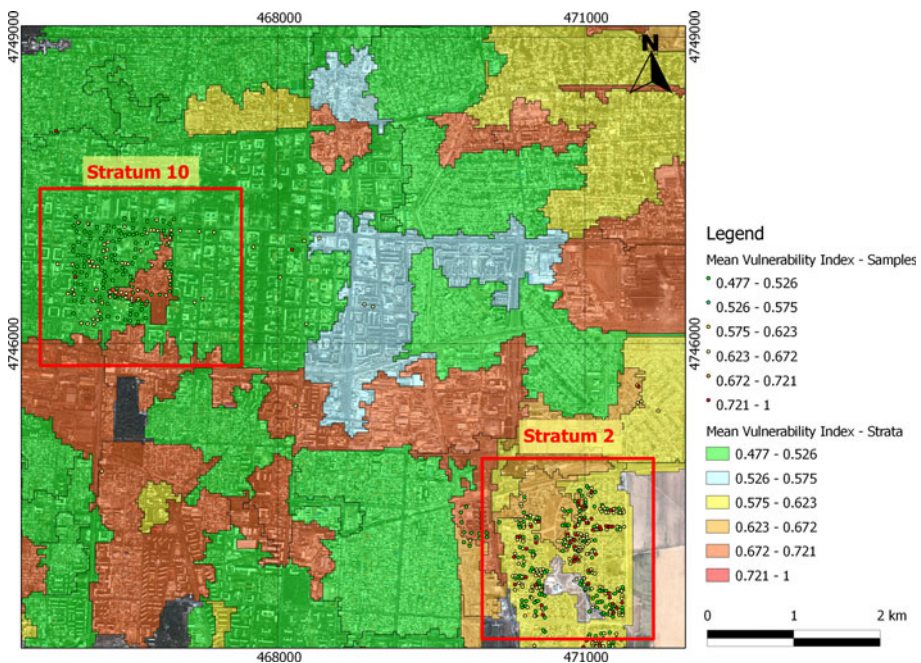 468000
471000
4749000
4749000
N
Stratum 10
Legend
Mean Vulnerability Index - Samples
0.477 - 0.526
0.526 - 0.575
0.575 - 0.623
0.623 - 0.672
0.672 - 0.721
0.721 - 1
4746000
4746000
Mean Vulnerability Index - Strata
0.477 - 0.526
0.526 - 0.575
0.575 - 0.623
0.623 - 0.672
0.672 - 0.721
0.721 - 1
Stratum 2
0 1 2 km
468000
471000